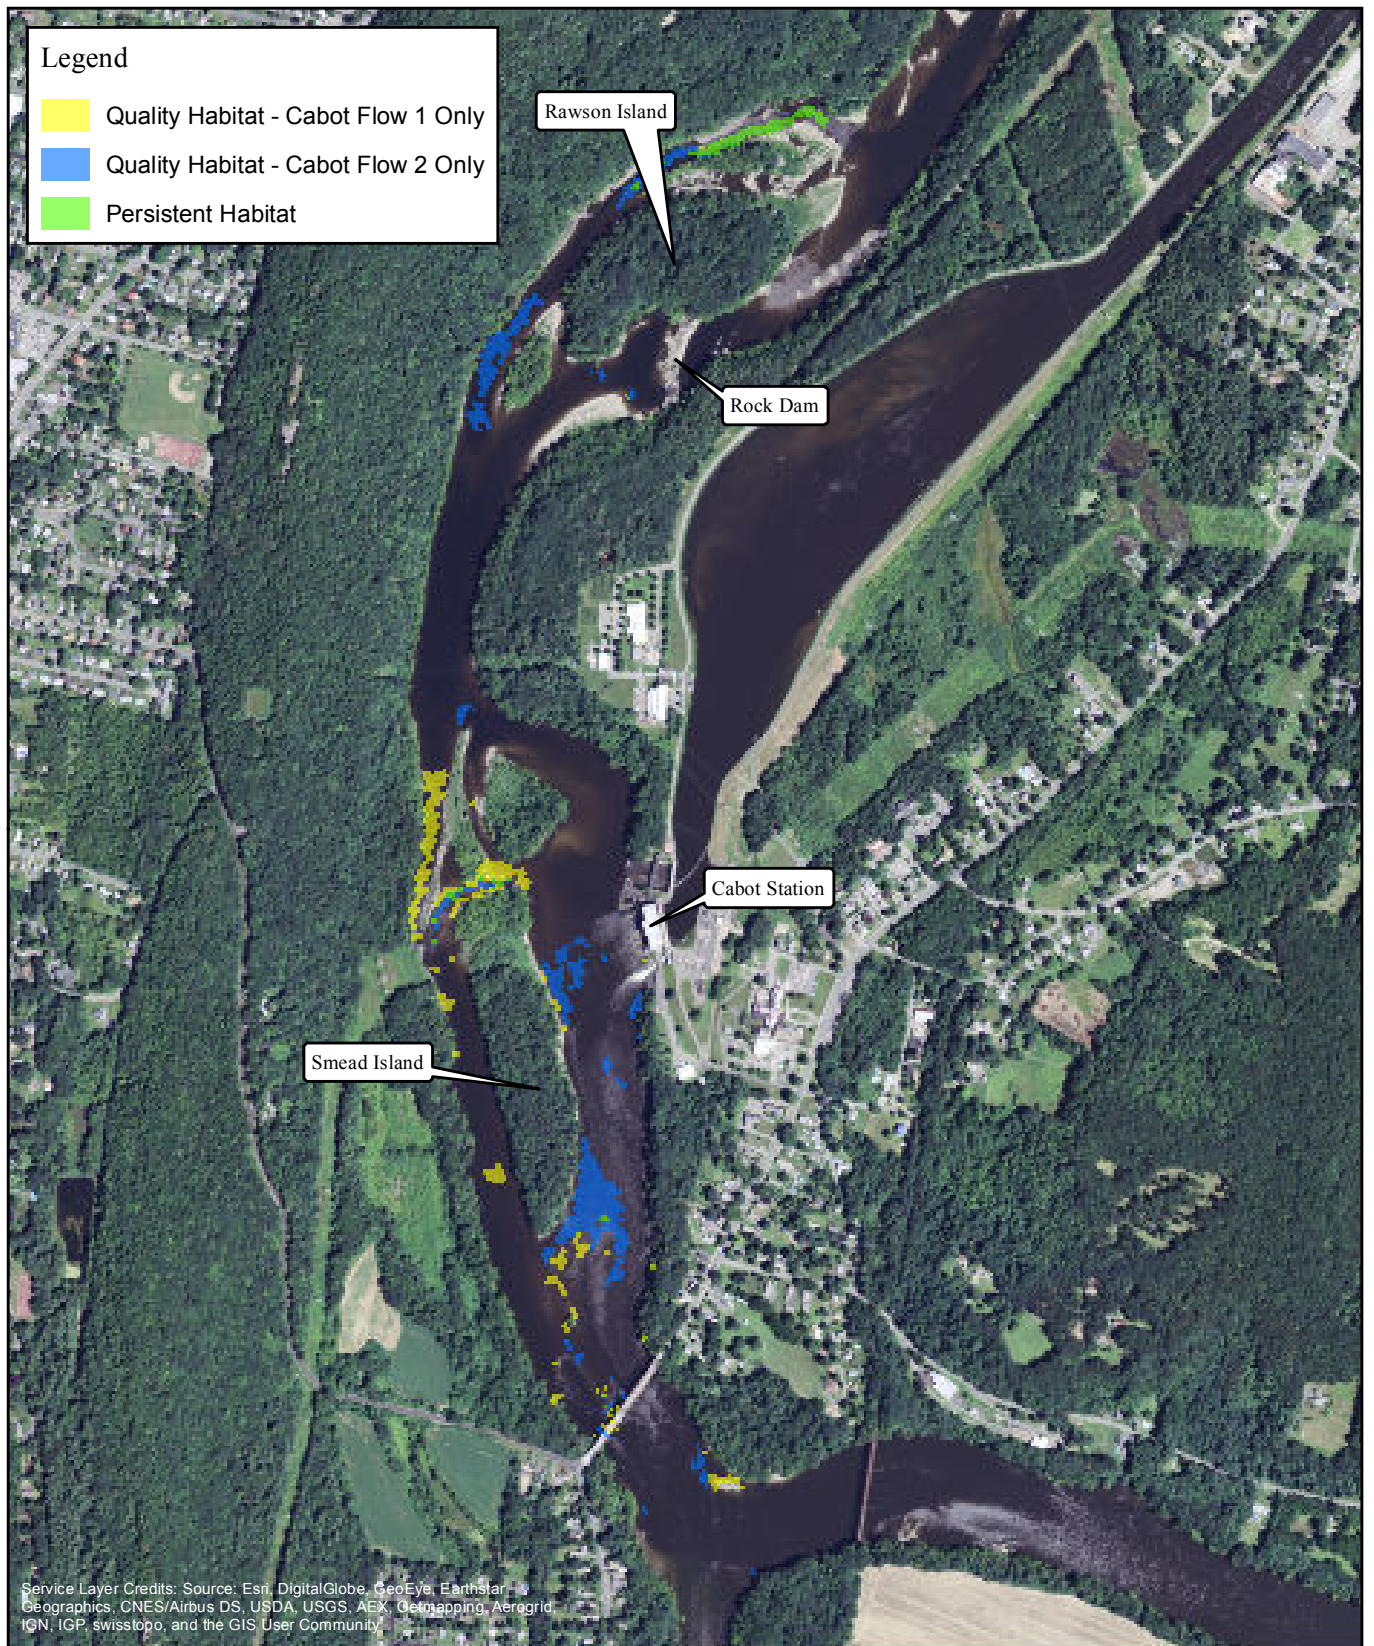 Legend
Quality Habitat - Cabot Flow 1 Only
Quality Habitat - Cabot Flow 2 Only
Persistent Habitat
Rawson Island
Rock Dam
Cabot Station
Smead Island
Service Layer Credits: Source: Esri, DigitalGlobe, GeoEye, Earthstar
Geographics, CNES/Airbus DS, USDA, USGS, AEX, Getmapping, Aerogrid,
IGN, IGP, swisstopo, and the GIS User Community